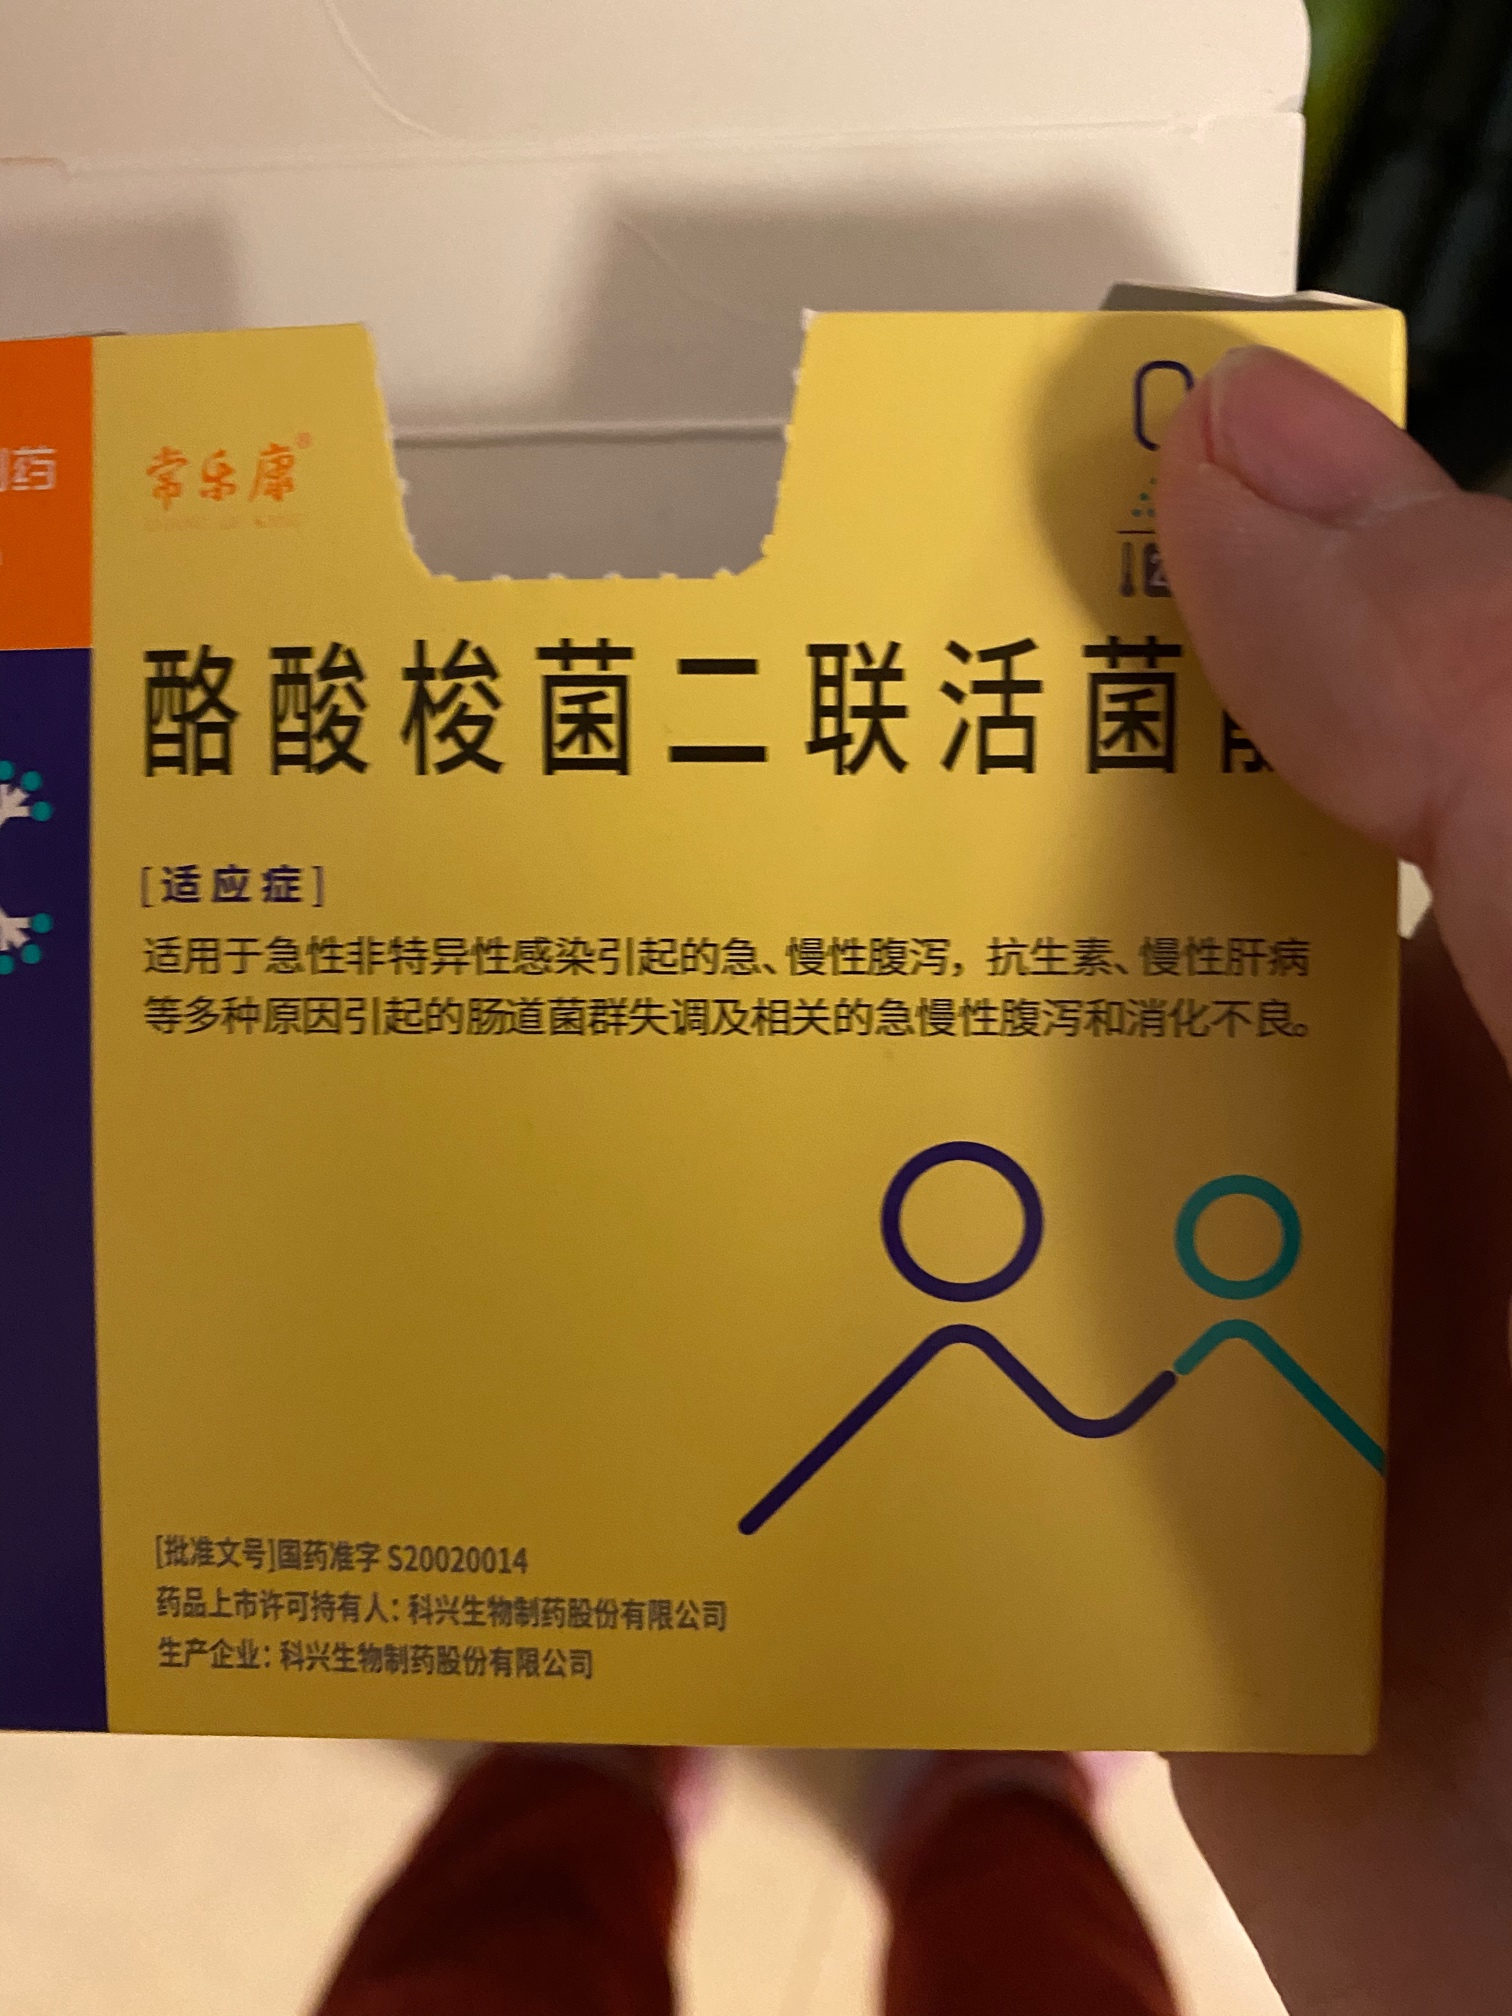 制药
常乐康®
酪酸梭菌二联活菌
[适应症]
适用于急性非特异性感染引起的急、慢性腹泻，抗生素、慢性肝病
等多种原因引起的肠道菌群失调及相关的急慢性腹泻和消化不良。
[批准文号]国药准字 S20020014
药品上市许可持有人：科兴生物制药股份有限公司
生产企业：科兴生物制药股份有限公司